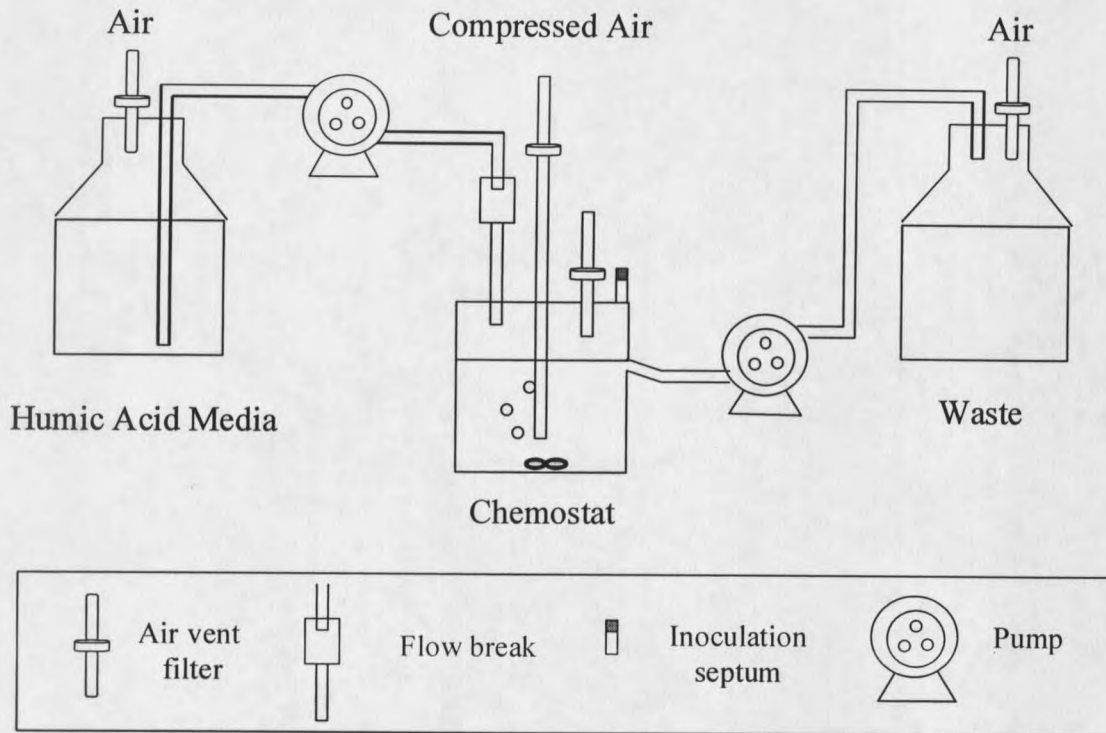 Air
Compressed Air
Air
Humic Acid Media
Waste
Chemostat
Air vent
filter
Flow break
Inoculation
septum
Pump